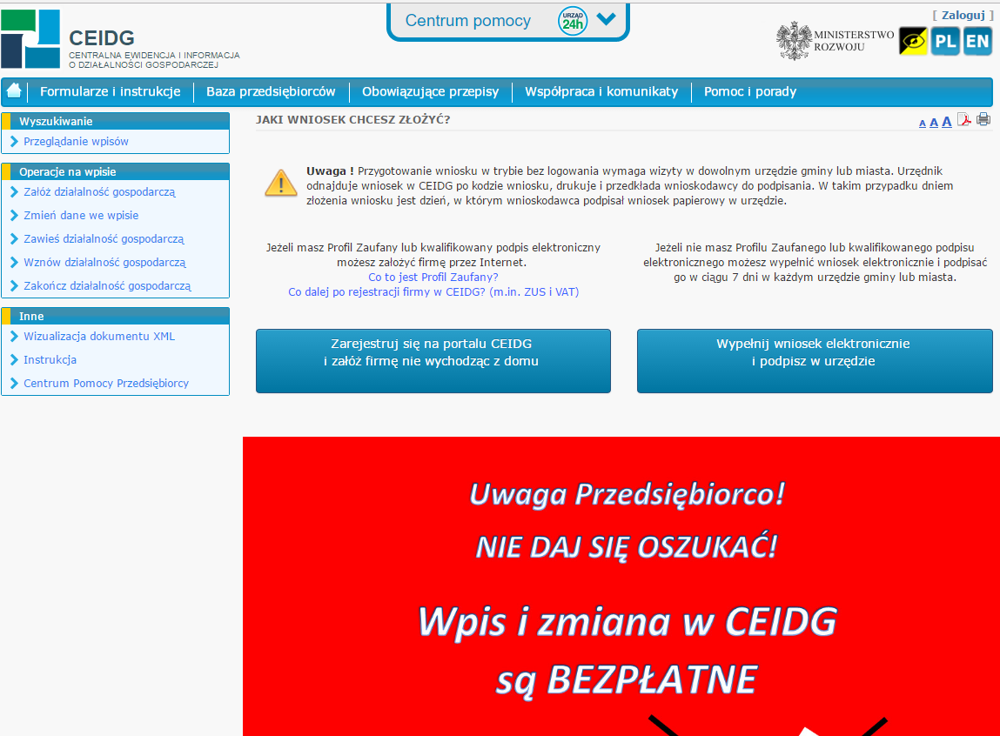 Centrum pomocy
URZĄD
24h
[ Zaloguj ]
CEIDG
CENTRALNA EWIDENCJA I INFORMACJA
O DZIAŁALNOŚCI GOSPODARCZEJ
MINISTERSTWO
ROZWOJU
PL EN
Formularze i instrukcje
Baza przedsiębiorców
Obowiązujące przepisy
Współpraca i komunikaty
Pomoc i porady
Wyszukiwanie
Przeglądanie wpisów
Operacje na wpisie
Załóż działalność gospodarczą
Zmień dane we wpisie
Zawieś działalność gospodarczą
Wznów działalność gospodarczą
Zakończ działalność gospodarczą
Inne
Wizualizacja dokumentu XML
Instrukcja
Centrum Pomocy Przedsiębiorcy
JAKI WNIOSEK CHCESZ ZŁOŻYĆ?
A A A
Uwaga ! Przygotowanie wniosku w trybie bez logowania wymaga wizyty w dowolnym urzędzie gminy lub miasta. Urzędnik
odnajduje wniosek w CEIDG po kodzie wniosku, drukuje i przedkłada wnioskodawcy do podpisania. W takim przypadku dniem
złożenia wniosku jest dzień, w którym wnioskodawca podpisał wniosek papierowy w urzędzie.
Jeżeli masz Profil Zaufany lub kwalifikowany podpis elektroniczny
możesz założyć firmę przez Internet.
Co to jest Profil Zaufany?
Co dalej po rejestracji firmy w CEIDG? (m.in. ZUS i VAT)
Jeżeli nie masz Profilu Zaufanego lub kwalifikowanego podpisu
elektronicznego możesz wypełnić wniosek elektronicznie i podpisać
go w ciągu 7 dni w każdym urzędzie gminy lub miasta.
Zarejestruj się na portalu CEIDG
i załóż firmę nie wychodząc z domu
Wypełnij wniosek elektronicznie
i podpisz w urzędzie
Uwaga Przedsiębiorco!
NIE DAJ SIĘ OSZUKAĆ!
Wpis i zmiana w CEIDG
są BEZPŁATNE